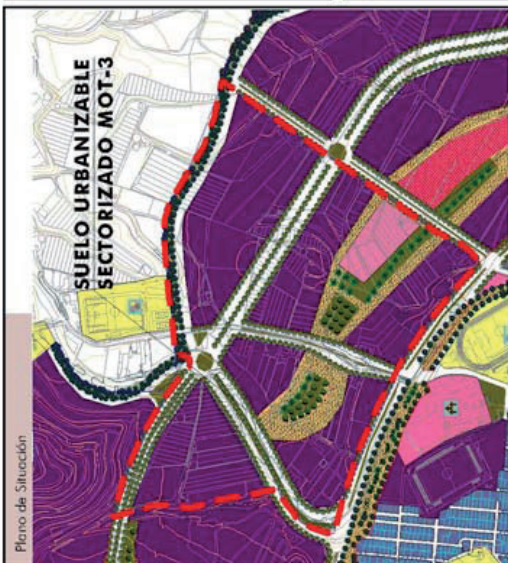 Plano de Situación
SUELO URBANIZABLE
SECTORIZADO MOT-3